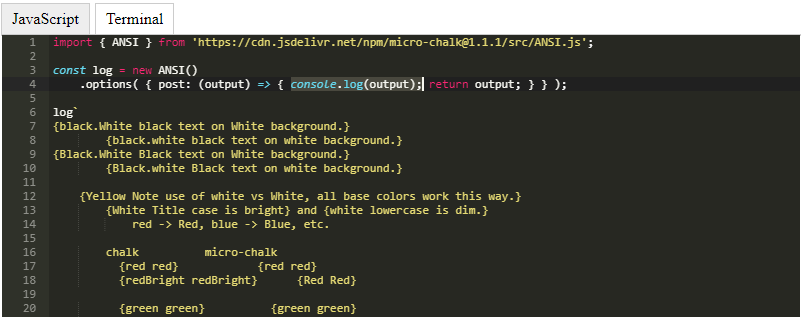 JavaScript Terminal
1 import { ANSI } from 'https://cdn.jsdelivr.net/npm/micro-chalk@1.1.1/src/ANSI.js';
2
3 const log = new ANSI()
4     .options( { post: (output) => { console.log(output); return output; } } );
5
6 log`
7 {black.White black text on White background.}
8         {black.white black text on white background.}
9 {Black.White Black text on White background.}
10         {Black.white Black text on white background.}
11
12     {Yellow Note use of white vs White, all base colors work this way.}
13         {White Title case is bright} and {white lowercase is dim.}
14             red -> Red, blue -> Blue, etc.
15
16         chalk          micro-chalk
17           {red red}            {red red}
18           {redBright redBright}      {Red Red}
19
20           {green green}          {green green}